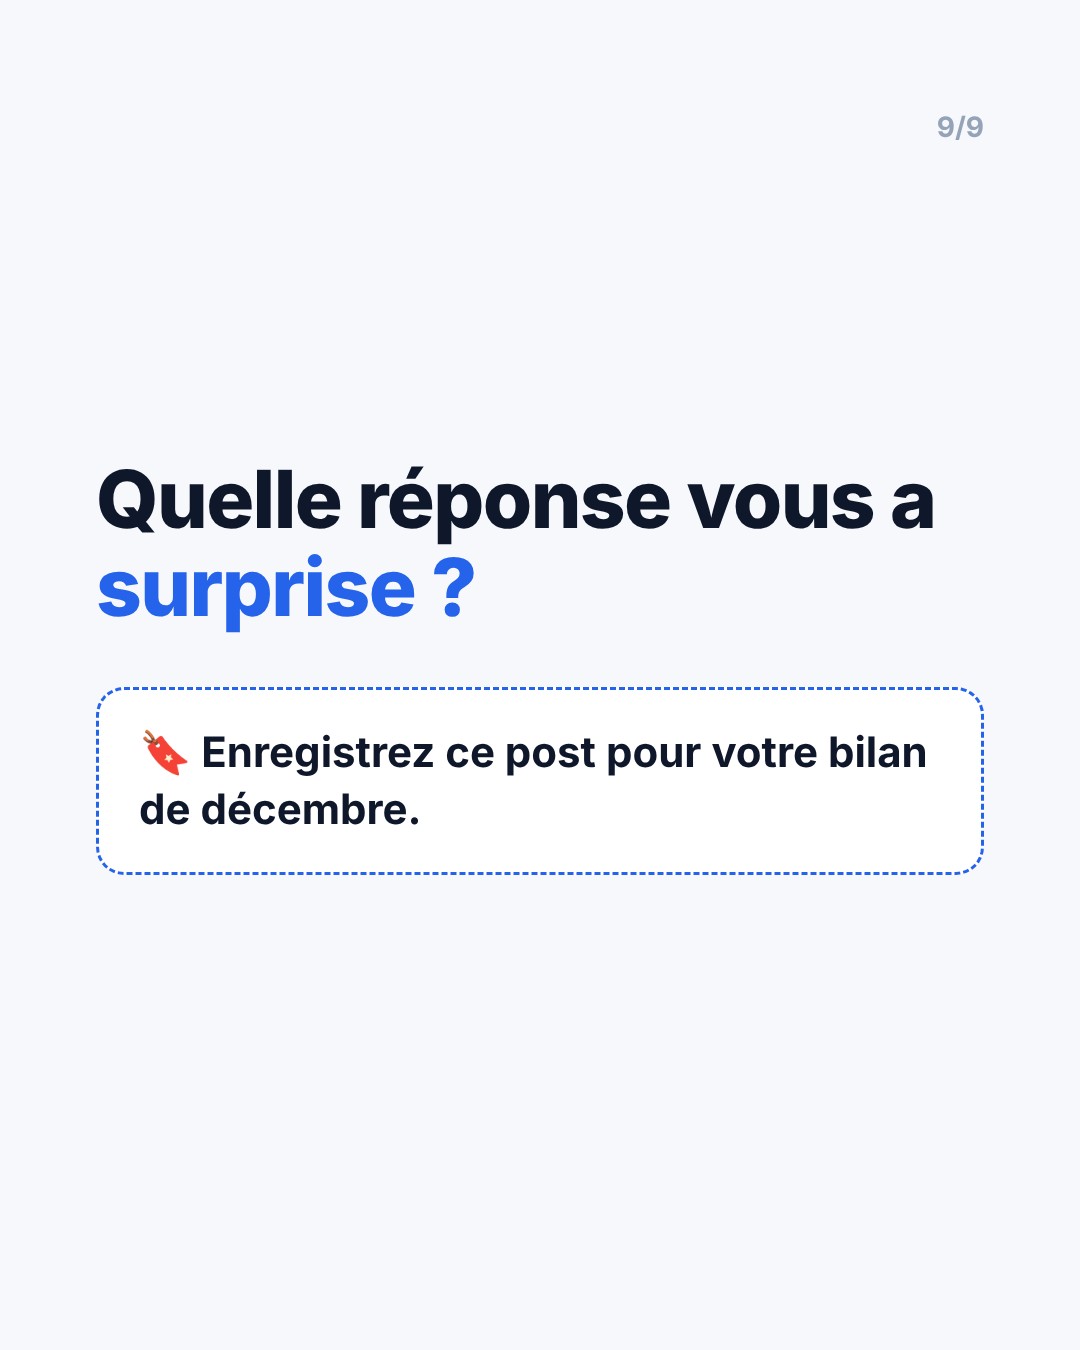 9/9
Quelle réponse vous a
surprise ?
🔖 Enregistrez ce post pour votre bilan
de décembre.